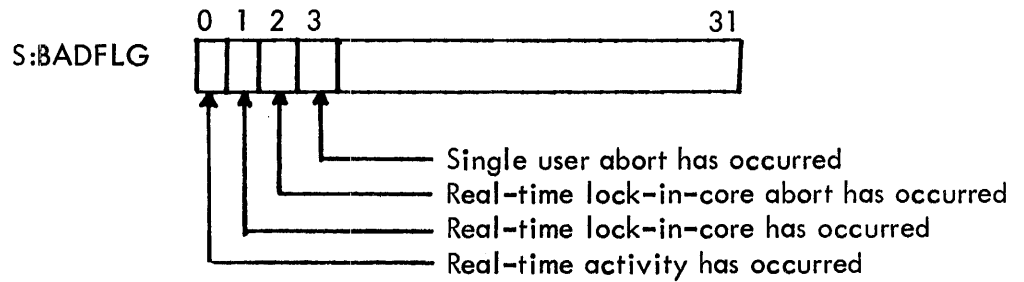 0 1 2 3 31
S:BADFLG
Single user abort has occurred
Real-time lock-in-core abort has occurred
Real-time lock-in-core has occurred
Real-time activity has occurred